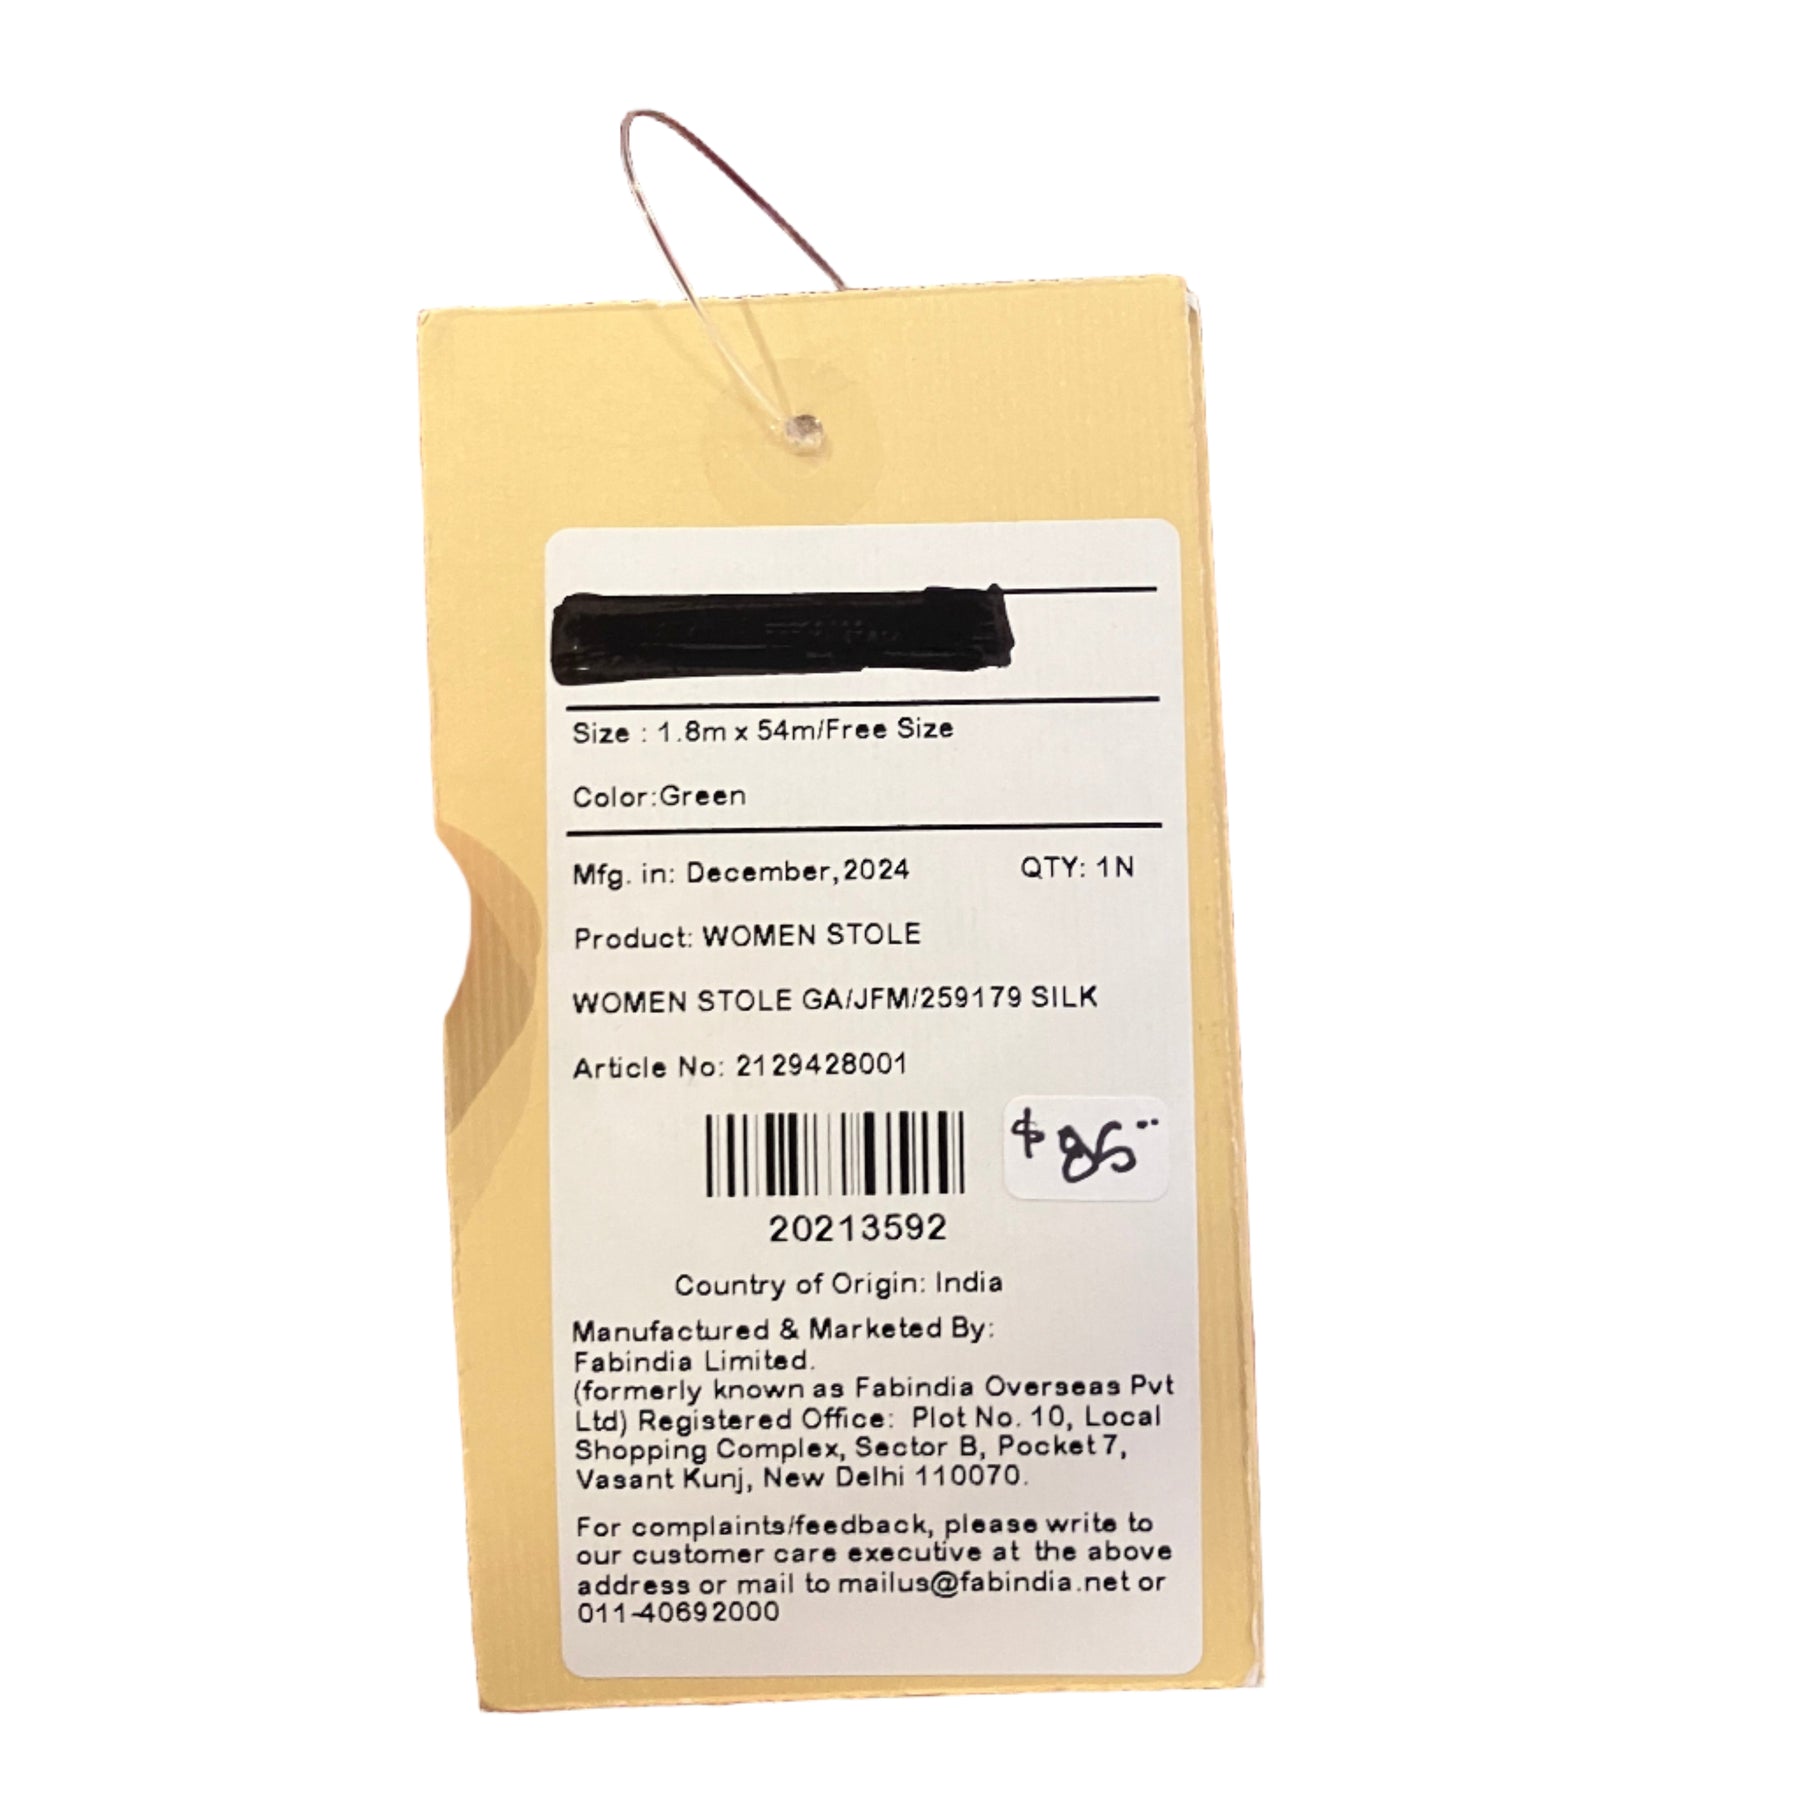 Size : 1.8m x 54m/Free Size
Color:Green
Mfg. in: December,2024 QTY: 1N
Product: WOMEN STOLE
WOMEN STOLE GA/JFM/259179 SILK
Article No: 2129428001
$85
20213592
Country of Origin: India
Manufactured & Marketed By:
Fabindia Limited.
(formerly known as Fabindia Overseas Pvt
Ltd) Registered Office: Plot No. 10, Local
Shopping Complex, Sector B, Pocket 7,
Vasant Kunj, New Delhi 110070.
For complaints/feedback, please write to
our customer care executive at the above
address or mail to mailus@fabindia.net or
011-40692000